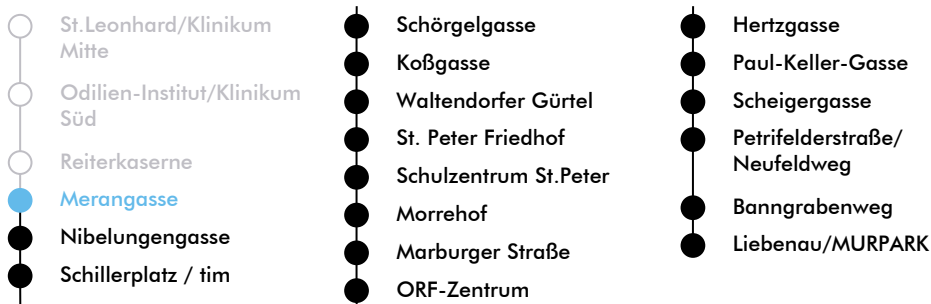 St.Leonhard/Klinikum
Mitte
Odilien-Institut/Klinikum
Süd
Reiterkaserne
Merangasse
Nibelungengasse
Schillerplatz / tim
Schörgelgasse
Koßgasse
Waltendorfer Gürtel
St. Peter Friedhof
Schulzentrum St.Peter
Morrehof
Marburger Straße
ORF-Zentrum
Hertzgasse
Paul-Keller-Gasse
Scheigergasse
Petrifelderstraße/
Neufeldweg
Banngrabenweg
Liebenau/MURPARK